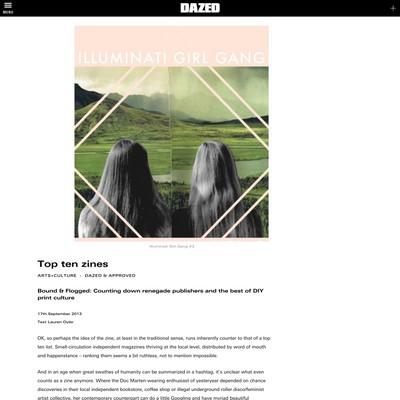 DAZED
MENU
ILLUMINATI GIRL GANG
Illuminati Girl Gang #3
Top ten zines
ARTS+CULTURE - DAZED & APPROVED
Bound & Flogged: Counting down renegade publishers and the best of DIY
print culture
17th September 2013
Text Lauren Oyler
OK, so perhaps the idea of the zine, at least in the traditional sense, runs inherently counter to that of a top
ten list. Small-circulation independent magazines thriving at the local level, distributed by word of mouth
and happenstance – ranking them seems a bit ruthless, not to mention impossible.
And in an age when great swathes of humanity can be summarized in a hashtag, it's unclear what even
counts as a zine anymore. Where the Doc Marten-wearing enthusiast of yesteryear depended on chance
discoveries in their local independent bookstore, coffee shop or illegal underground roller disco/feminist
artist collective, her contemporary counterpart can do a little Googling and have myriad beautiful